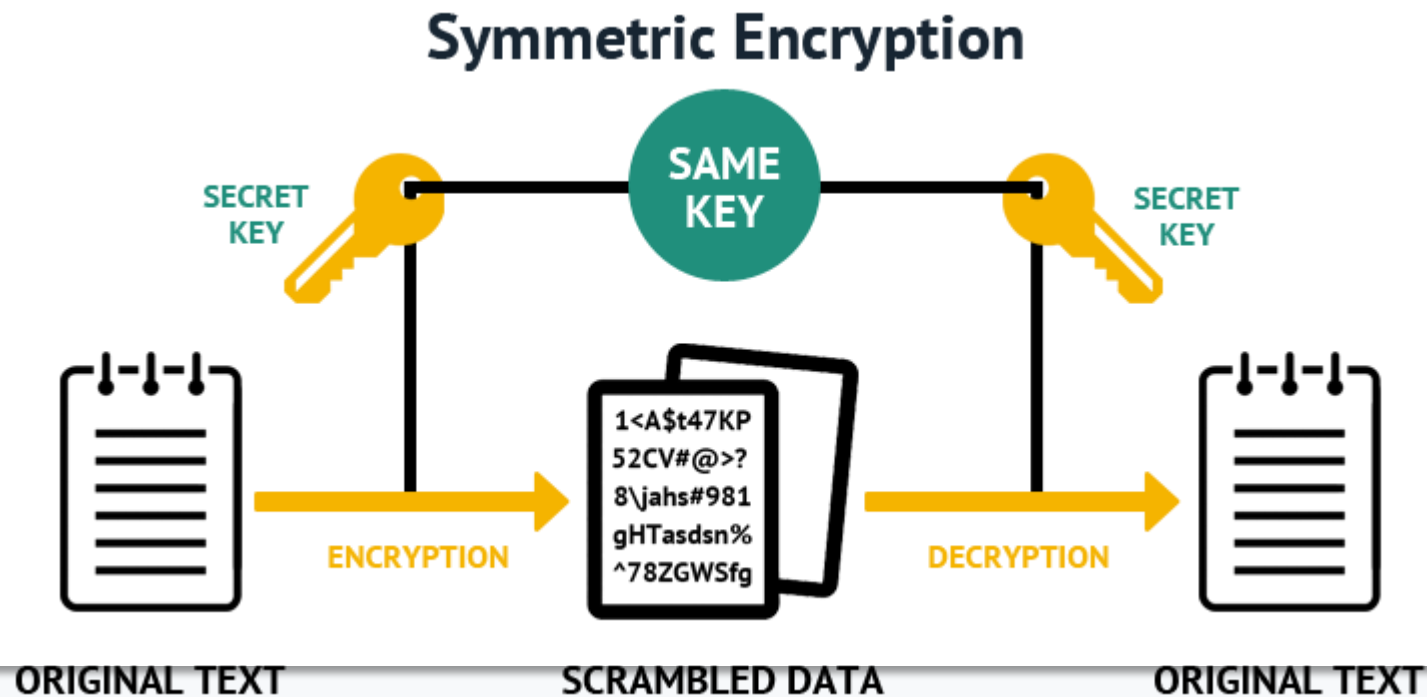 Symmetric Encryption
SAME
KEY
SECRET
KEY
SECRET
KEY
1<A$t47KP
52CV#@>?
8\jahs#981
gHTasdsn%
^78ZGWSfg
ENCRYPTION
DECRYPTION
ORIGINAL TEXT
SCRAMBLED DATA
ORIGINAL TEXT